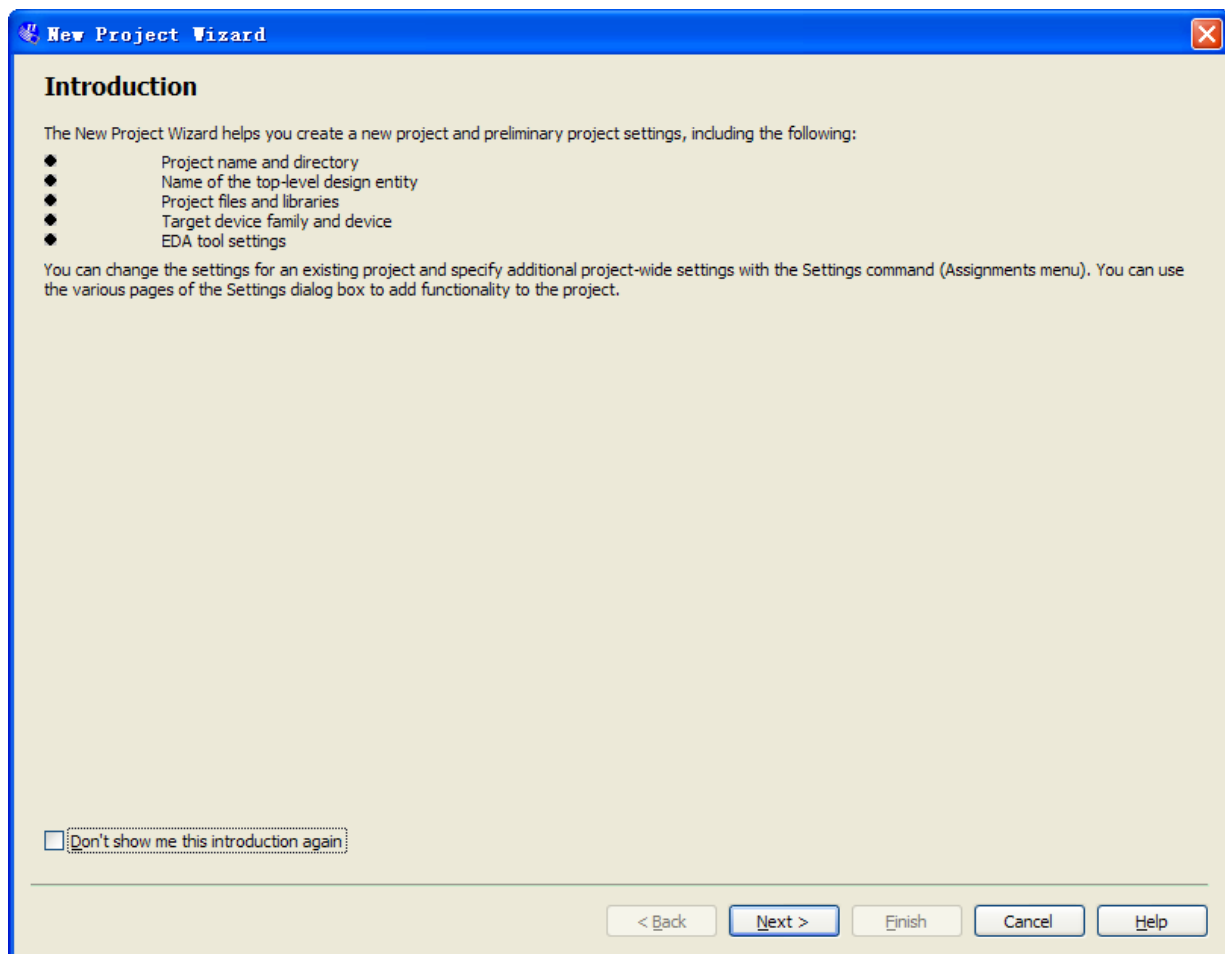 New Project Wizard
Introduction
The New Project Wizard helps you create a new project and preliminary project settings, including the following:
Project name and directory
Name of the top-level design entity
Project files and libraries
Target device family and device
EDA tool settings
You can change the settings for an existing project and specify additional project-wide settings with the Settings command (Assignments menu). You can use
the various pages of the Settings dialog box to add functionality to the project.
Don't show me this introduction again
< Back Next > Finish Cancel Help